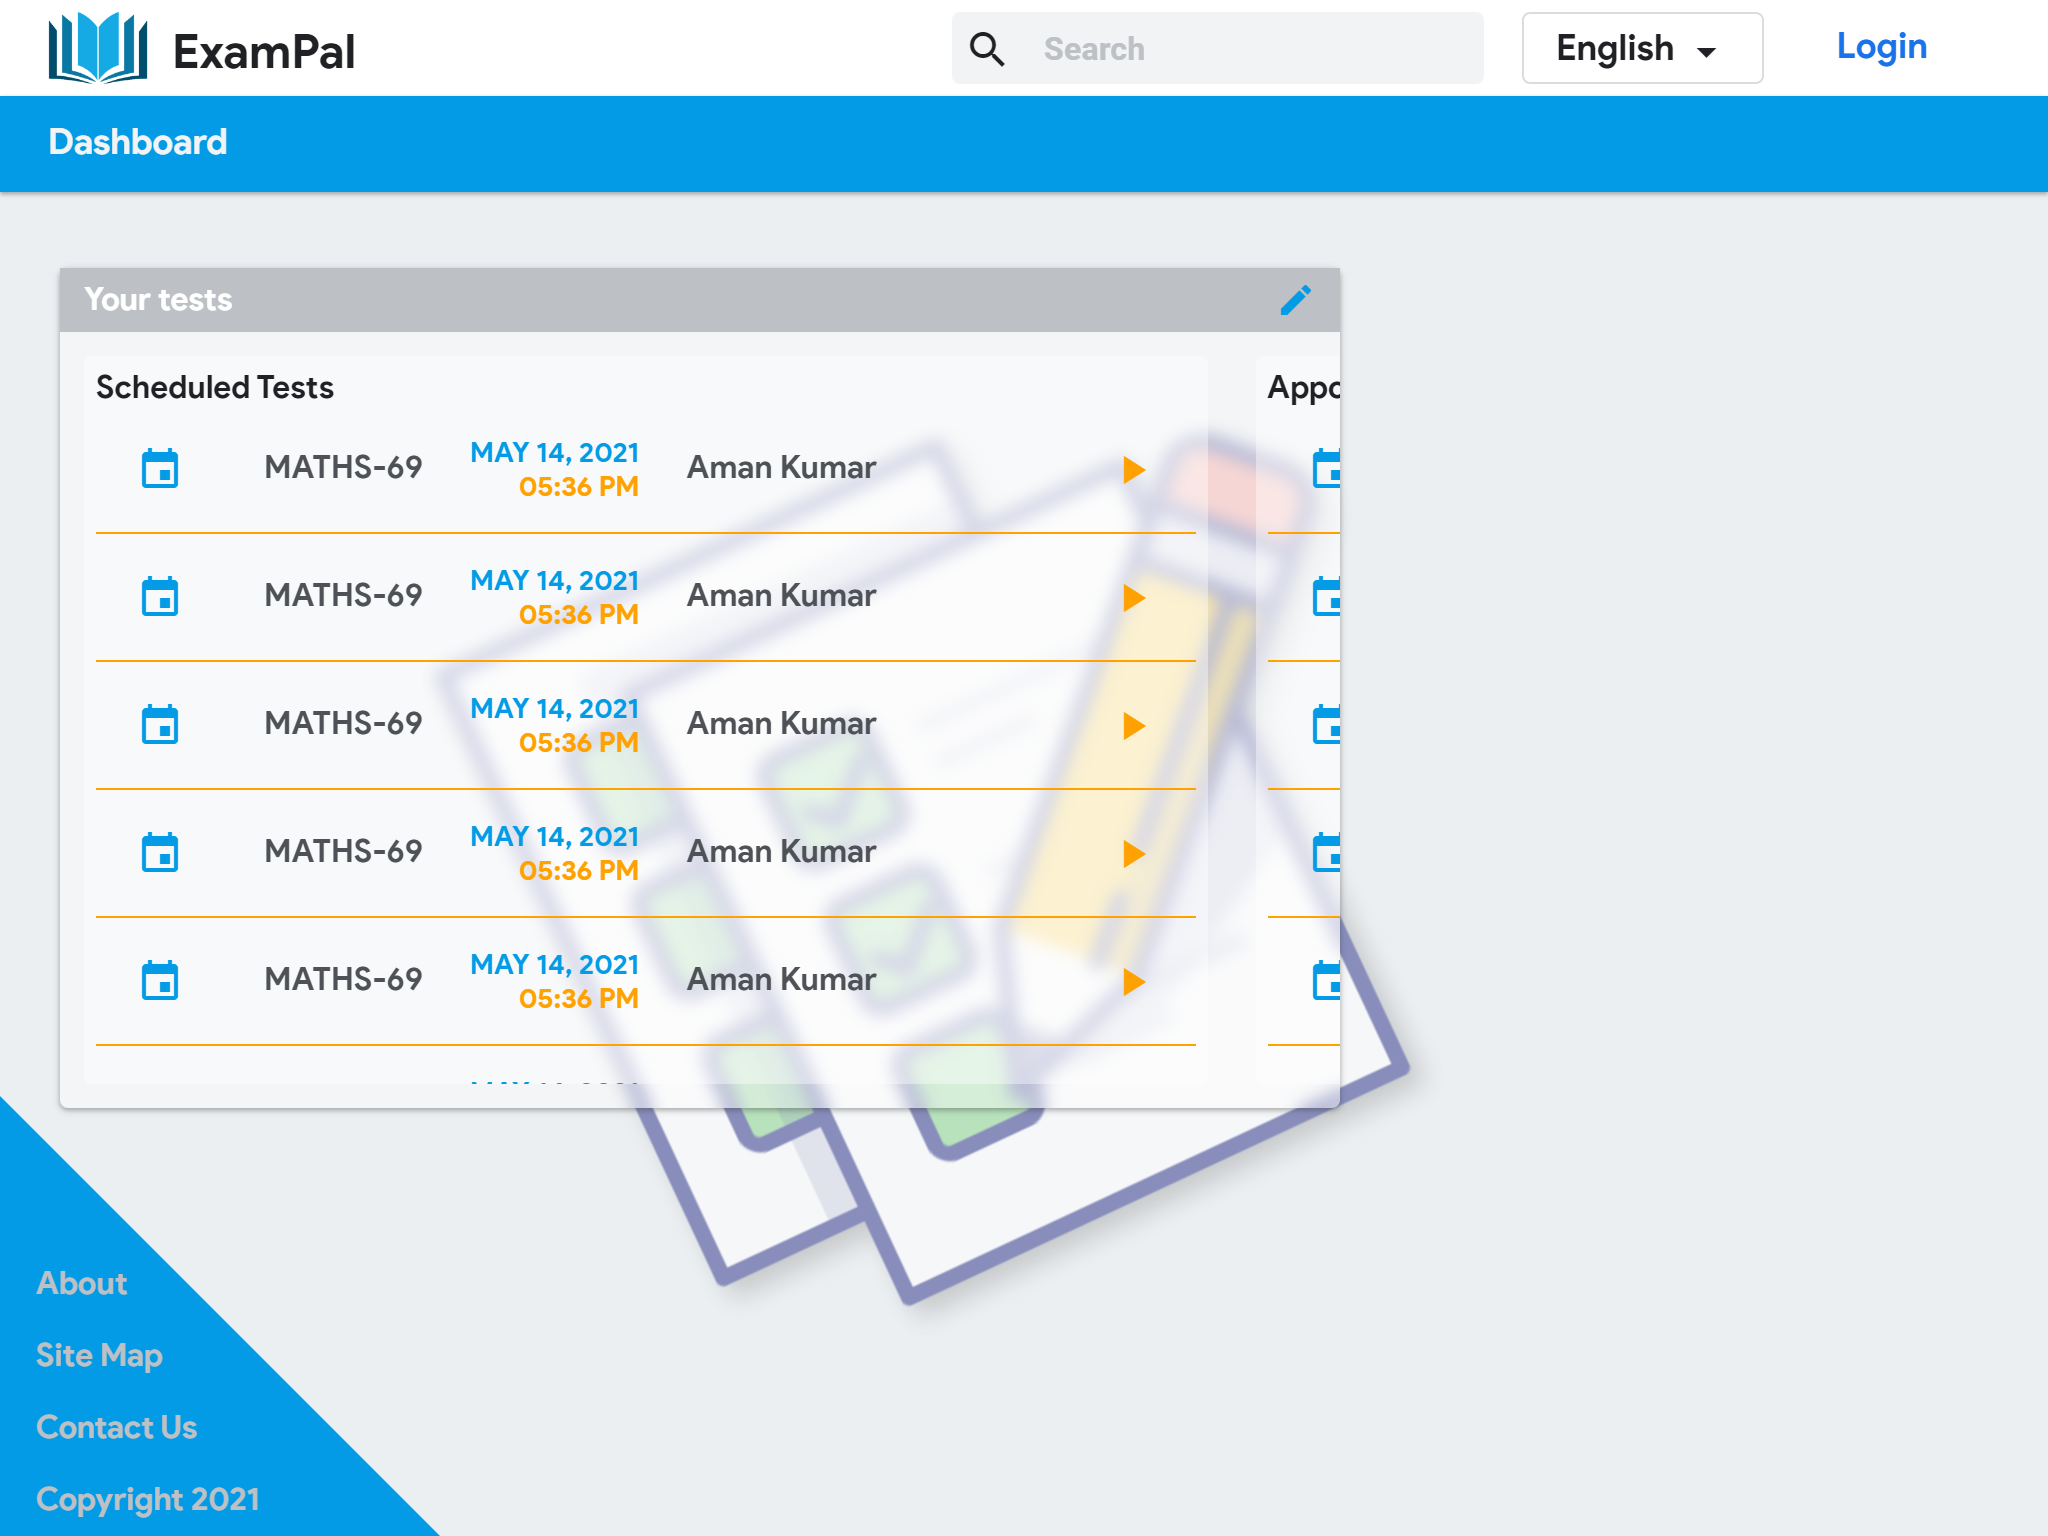 ExamPal
Search
English
Login
Dashboard
Your tests
Scheduled Tests
MATHS-69 MAY 14, 2021 Aman Kumar
05:36 PM
MATHS-69 MAY 14, 2021 Aman Kumar
05:36 PM
MATHS-69 MAY 14, 2021 Aman Kumar
05:36 PM
MATHS-69 MAY 14, 2021 Aman Kumar
05:36 PM
MATHS-69 MAY 14, 2021 Aman Kumar
05:36 PM
About
Site Map
Contact Us
Copyright 2021